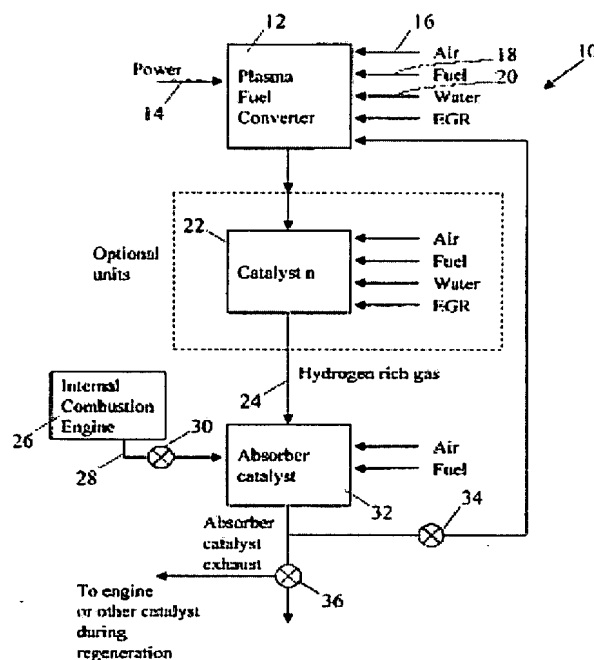 12
16
Air
18
10
Power
Plasma
Fuel
Converter
Fuel
20
14
Water
EGR
22
Optional
units
Catalyst n
Air
Fuel
Water
EGR
Hydrogen rich gas
24
Internal
Combustion
Engine
26
30
28
Absorber
catalyst
Air
Fuel
32
34
Absorber
catalyst
exhaust
To engine
or other catalyst
during
regeneration
36